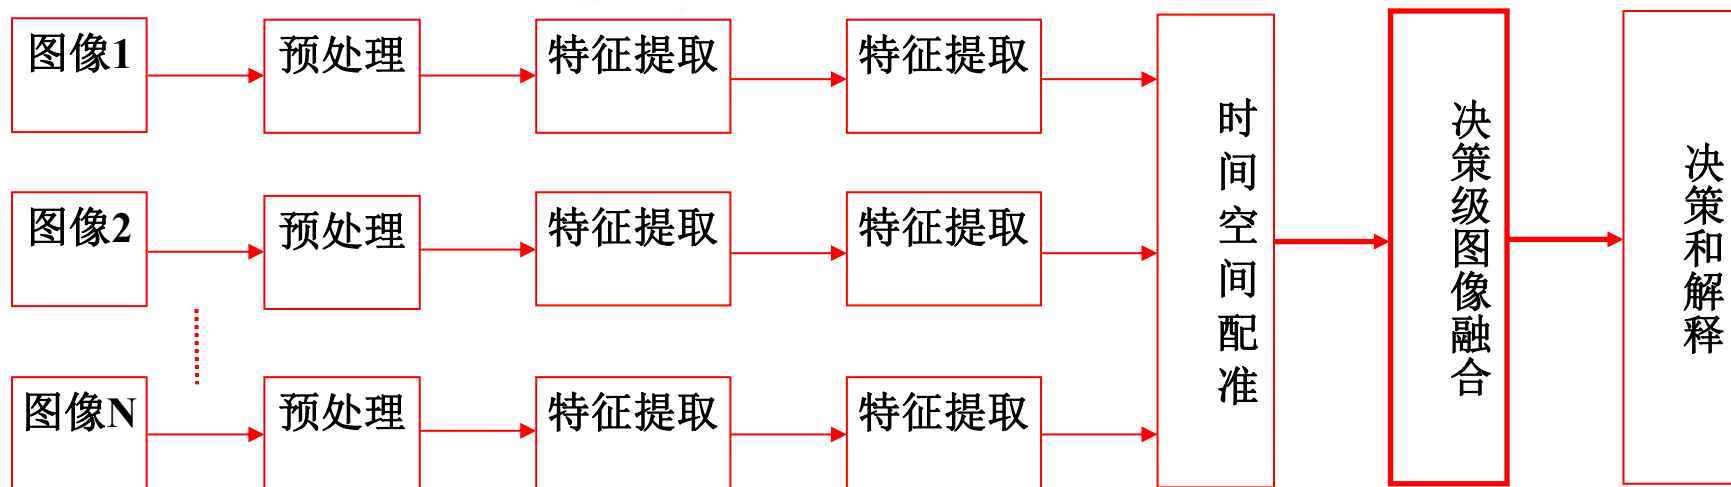 图像1
预处理
特征提取
特征提取
图像2
预处理
特征提取
特征提取
图像N
预处理
特征提取
特征提取
时间空间配准
决策级图像融合
决策和解释